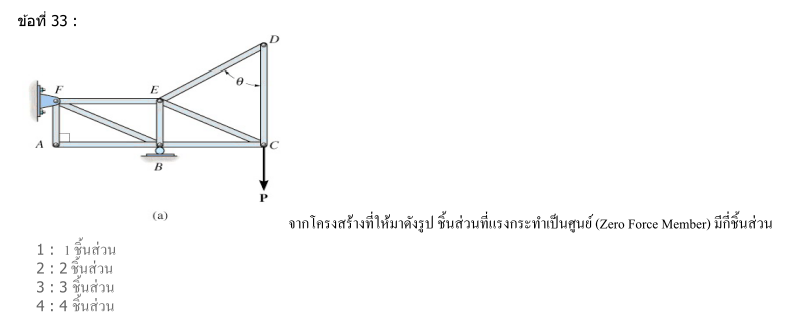 ข้อที่ 33 :
D
θ
F
E
A
B
C
P
(a)
จากโครงสร้างที่ให้มาดังรูป ชิ้นส่วนที่แรงกระทำเป็นศูนย์ (Zero Force Member) มีกี่ชิ้นส่วน
1 : 1 ชิ้นส่วน
2 : 2 ชิ้นส่วน
3 : 3 ชิ้นส่วน
4 : 4 ชิ้นส่วน